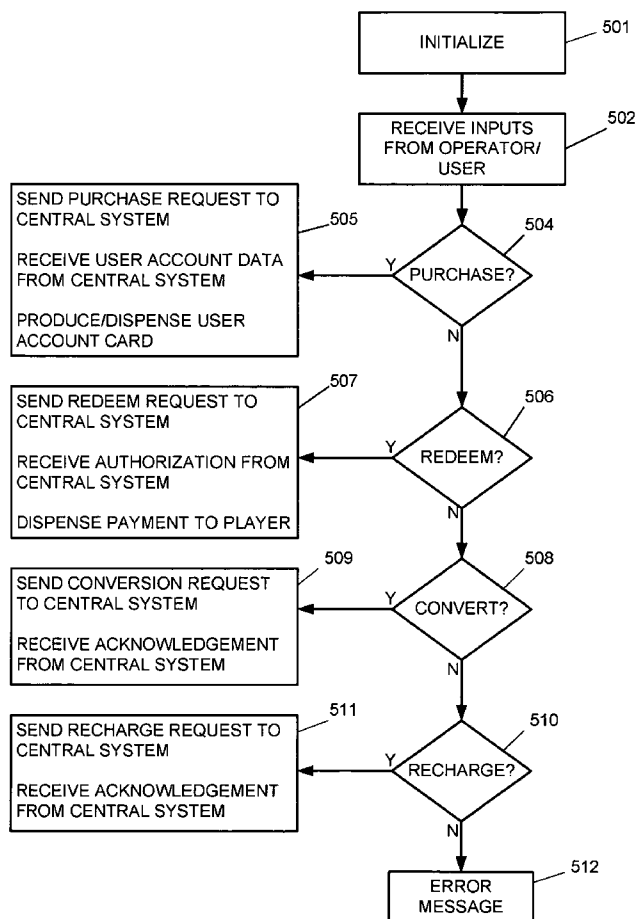 INITIALIZE
501
RECEIVE INPUTS
FROM OPERATOR/
USER
502
SEND PURCHASE REQUEST TO
CENTRAL SYSTEM
RECEIVE USER ACCOUNT DATA
FROM CENTRAL SYSTEM
PRODUCE/DISPENSE USER
ACCOUNT CARD
505
Y
PURCHASE?
504
N
SEND REDEEM REQUEST TO
CENTRAL SYSTEM
RECEIVE AUTHORIZATION FROM
CENTRAL SYSTEM
DISPENSE PAYMENT TO PLAYER
507
Y
REDEEM?
506
N
SEND CONVERSION REQUEST
TO CENTRAL SYSTEM
RECEIVE ACKNOWLEDGEMENT
FROM CENTRAL SYSTEM
509
Y
CONVERT?
508
N
SEND RECHARGE REQUEST TO
CENTRAL SYSTEM
RECEIVE ACKNOWLEDGEMENT
FROM CENTRAL SYSTEM
511
Y
RECHARGE?
510
N
ERROR
MESSAGE
512